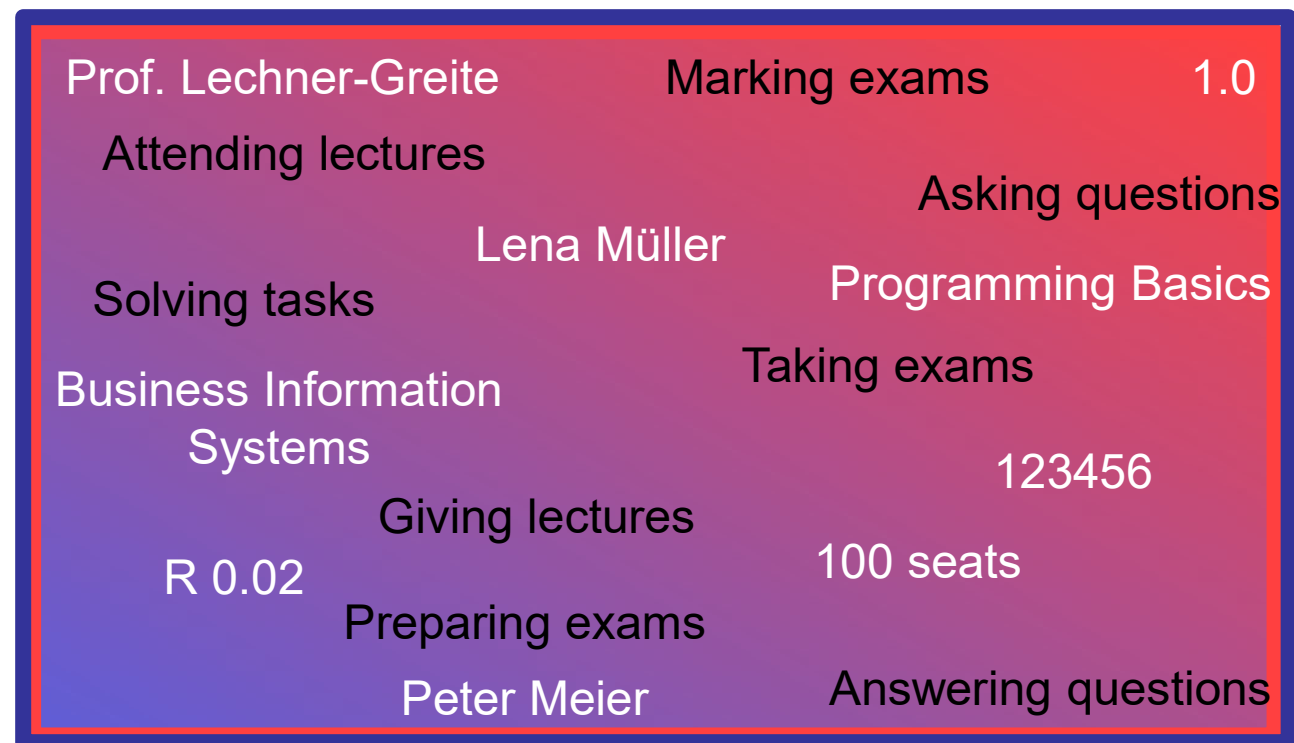 Prof. Lechner-Greite
Marking exams
1.0
Attending lectures
Asking questions
Lena Müller
Programming Basics
Solving tasks
Taking exams
Business Information
Systems
123456
Giving lectures
100 seats
R 0.02
Preparing exams
Peter Meier
Answering questions